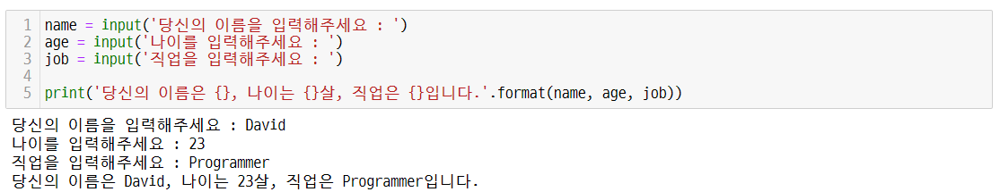 1 name = input('당신의 이름을 입력해주세요 : ')
2 age = input('나이를 입력해주세요 : ')
3 job = input('직업을 입력해주세요 : ')
4
5 print('당신의 이름은 {}, 나이는 {}살, 직업은 {}입니다.'.format(name, age, job))
당신의 이름을 입력해주세요 : David
나이를 입력해주세요 : 23
직업을 입력해주세요 : Programmer
당신의 이름은 David, 나이는 23살, 직업은 Programmer입니다.